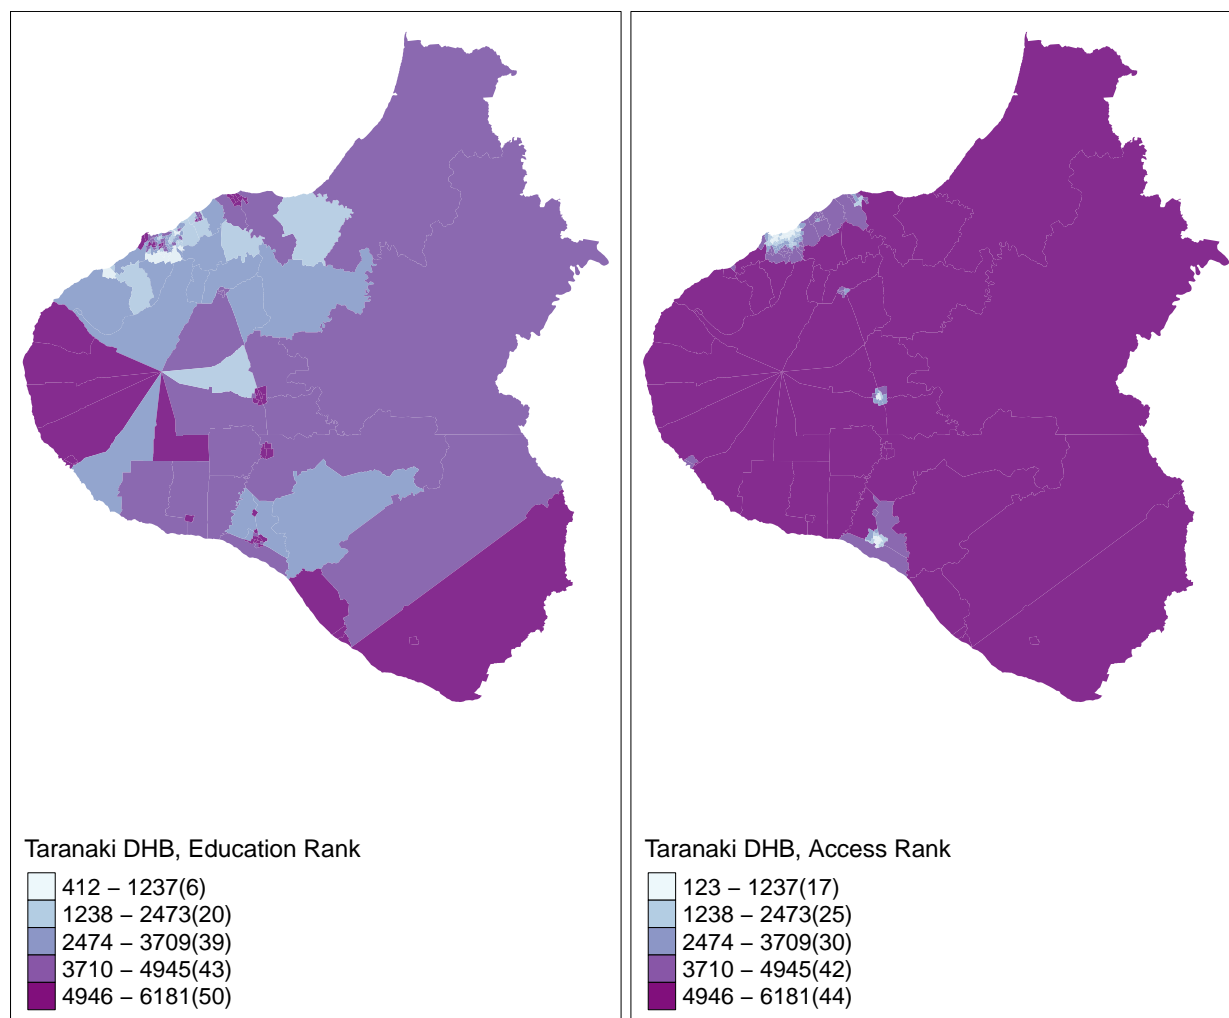 Taranaki DHB, Education Rank
412 − 1237(6)
1238 − 2473(20)
2474 − 3709(39)
3710 − 4945(43)
4946 − 6181(50)
Taranaki DHB, Access Rank
123 − 1237(17)
1238 − 2473(25)
2474 − 3709(30)
3710 − 4945(42)
4946 − 6181(44)